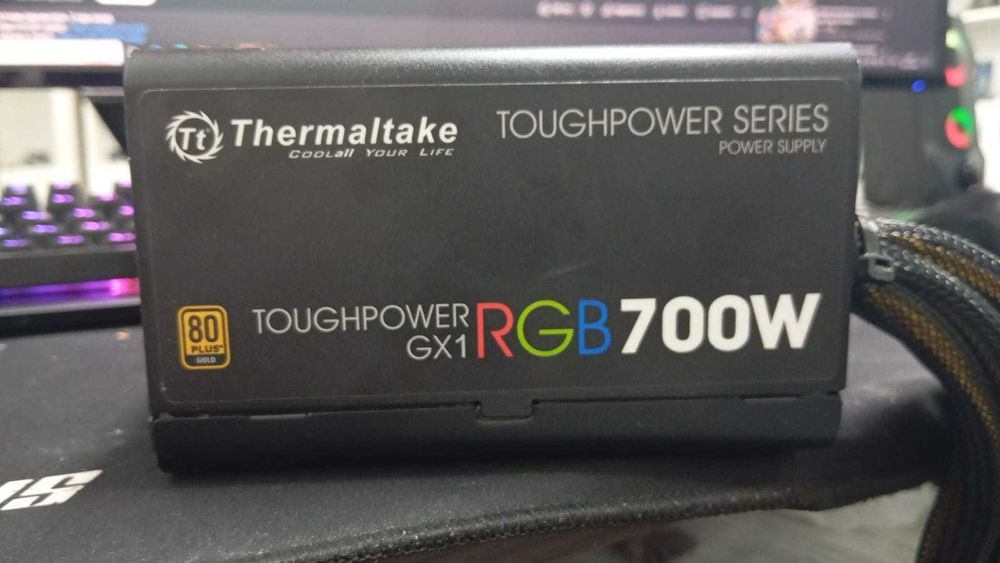 Tt Thermaltake
COOLall YOUR LIFE
TOUGHPOWER SERIES
POWER SUPPLY
80
PLUS
GOLD
TOUGHPOWER
GX1
RGB 700W